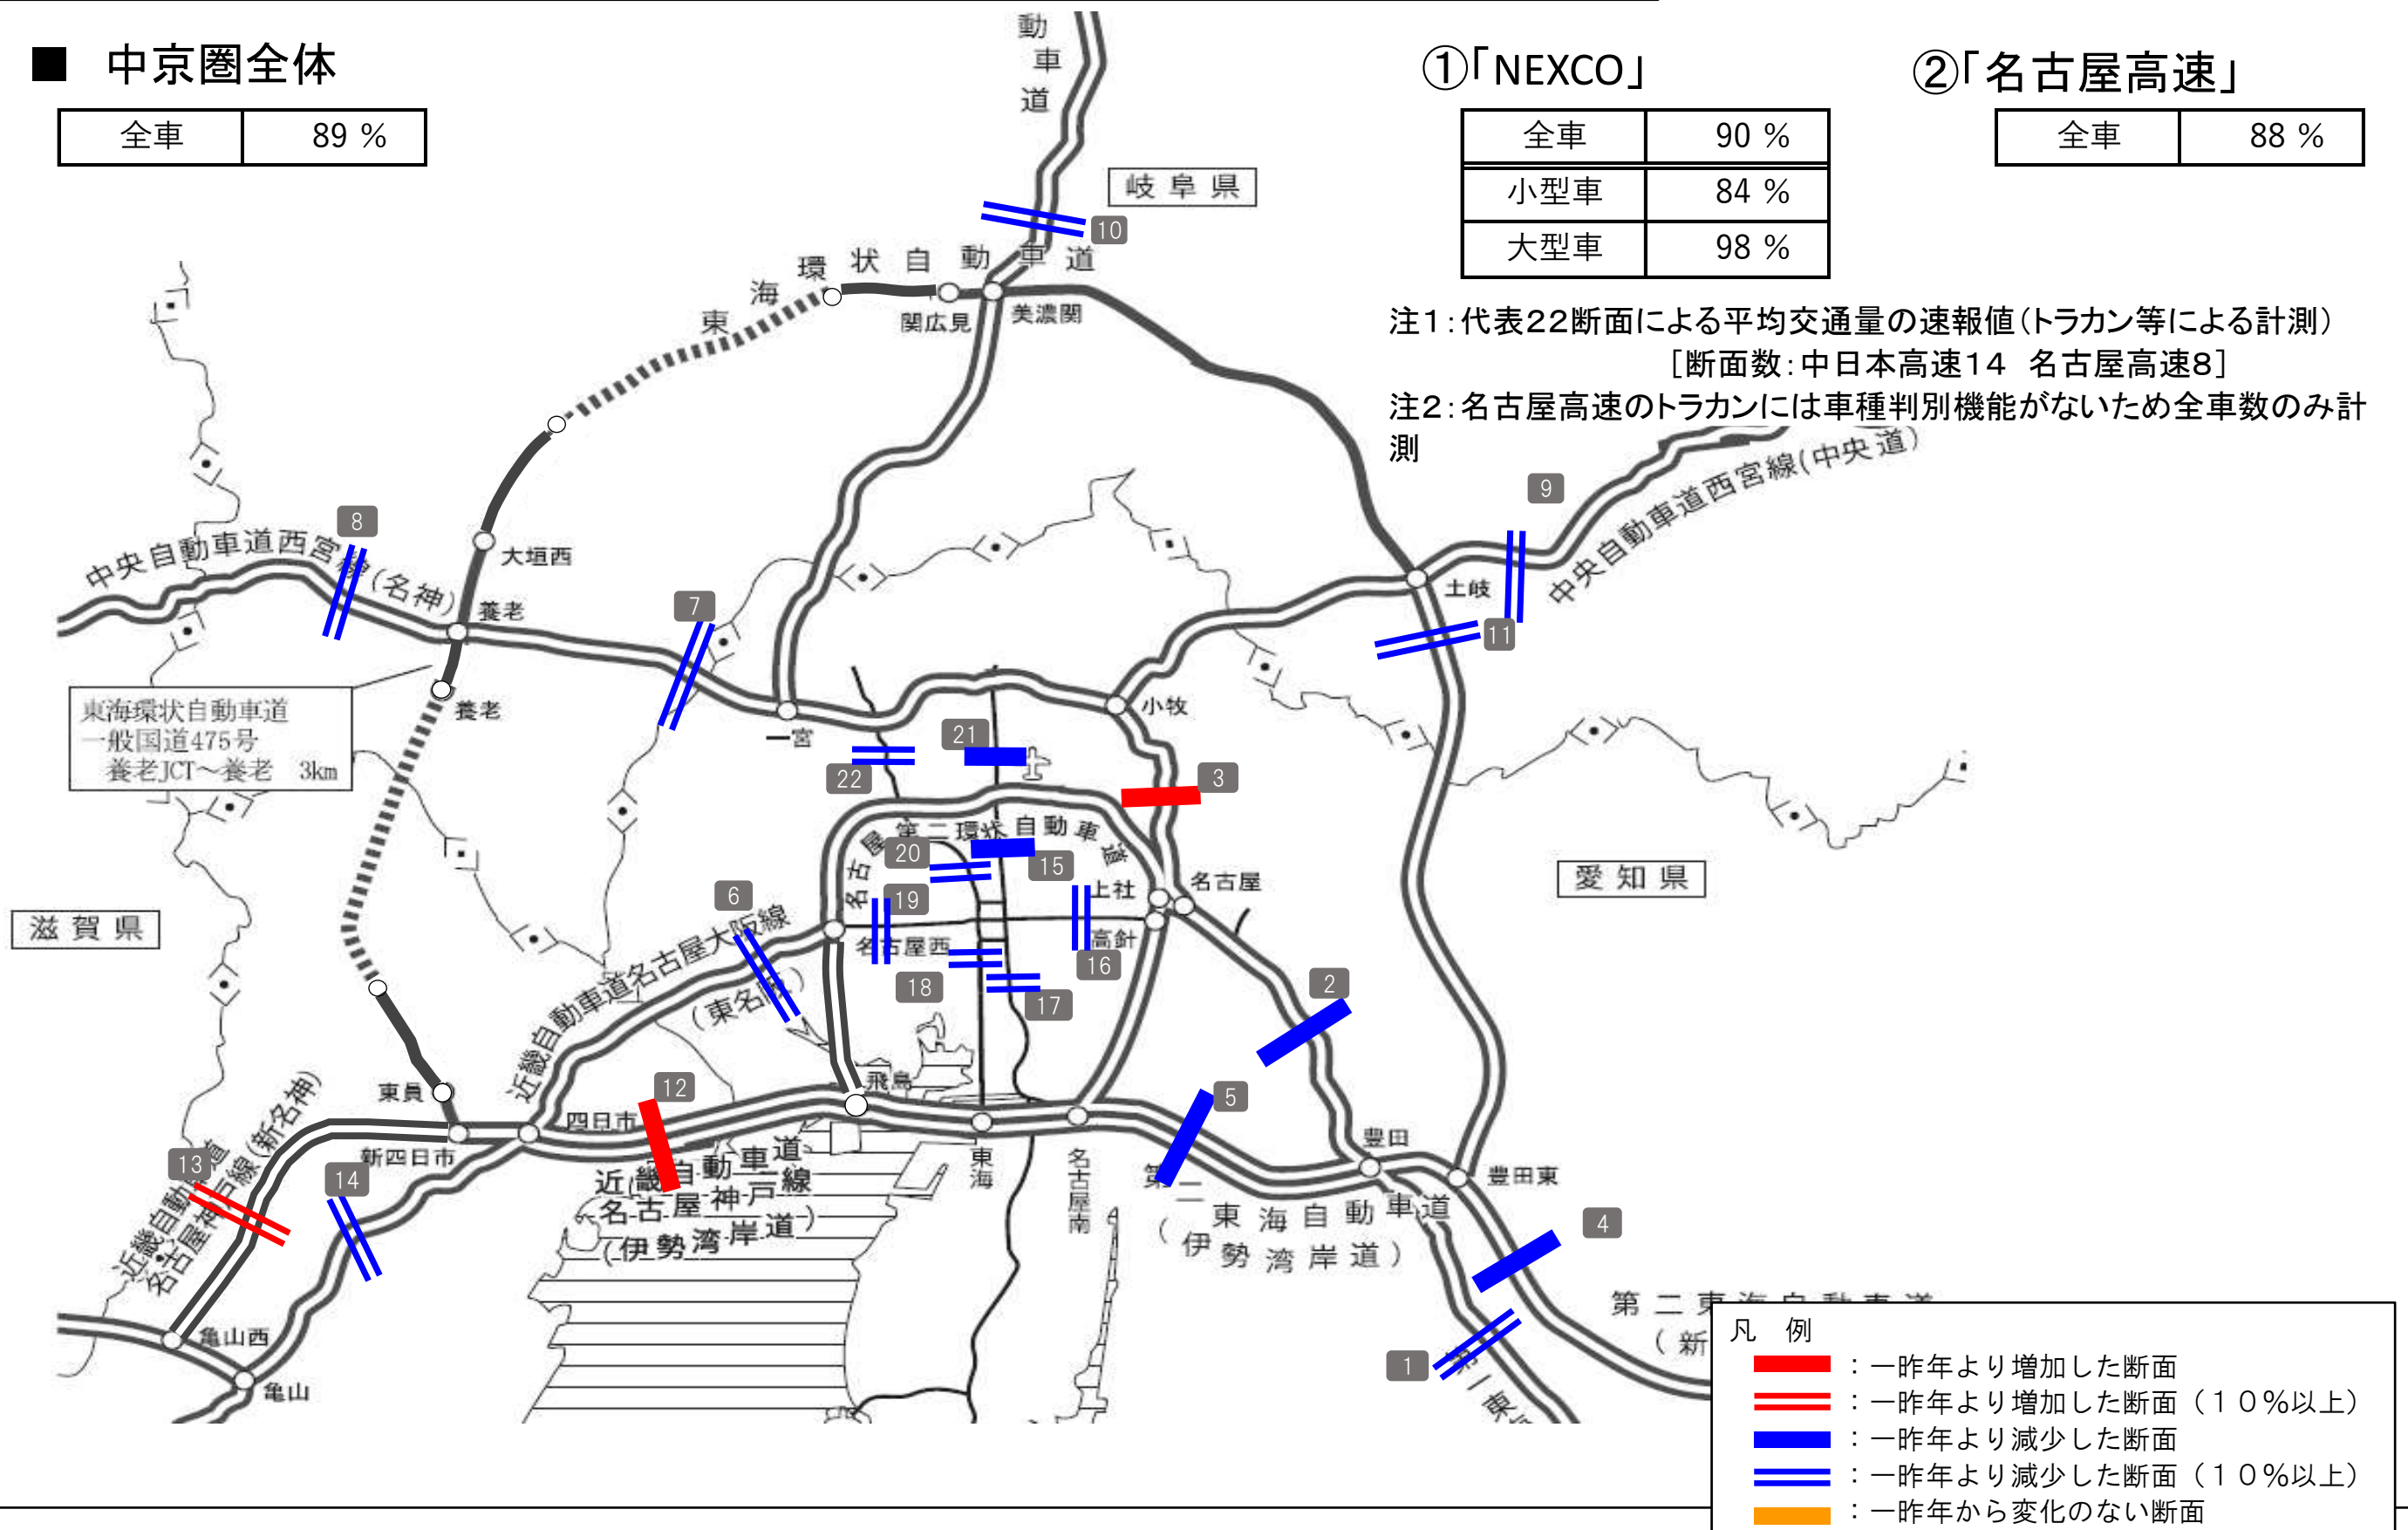 ■ 中京圏全体
全車 89 %
①「NEXCO」
全車 90 %
小型車 84 %
大型車 98 %
②「名古屋高速」
全車 88 %
注1：代表22断面による平均交通量の速報値（トラカン等による計測）
［断面数：中日本高速14 名古屋高速8］
注2：名古屋高速のトラカンには車種判別機能がないため全車数のみ計
測
動車道
岐阜県
10
東海環状自動車道
関広見
美濃関
9
中央自動車道西宮線(中央道)
8
中央自動車道西宮線(名神)
大垣西
養老
7
土岐
11
養老
東海環状自動車道
一般国道475号
養老JCT～養老 3km
一宮
小牧
21
22
3
名古屋第二環状自動車道
20
15
上社
名古屋
愛知県
6
19
滋賀県
名古屋西
高針
16
近畿自動車道名古屋大阪線
(東名阪)
18
17
2
飛島
東員
12
四日市
5
新四日市
13
14
近畿自動車道
名古屋神戸線(新名神)
近畿自動車道
名古屋神戸線
(伊勢湾岸道)
東海
名古屋南
豊田
豊田東
第二東海自動車道
(伊勢湾岸道)
4
亀山西
亀山
1
第一東
第二東海自動車道
(新
凡 例
：一昨年より増加した断面
：一昨年より増加した断面（１０％以上）
：一昨年より減少した断面
：一昨年より減少した断面（１０％以上）
：一昨年から変化のない断面